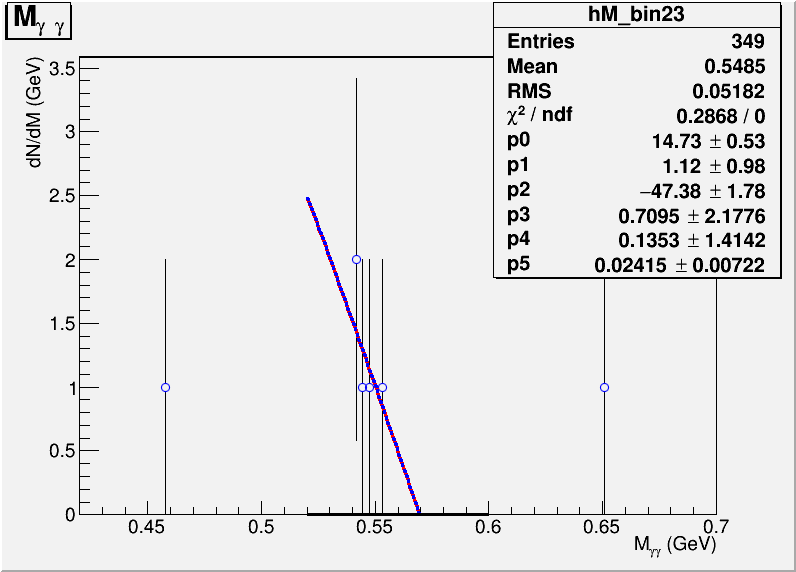 Mγ γ
hM_bin23
Entries 349
Mean 0.5485
RMS 0.05182
χ² / ndf 0.2868 / 0
p0 14.73 ± 0.53
p1 1.12 ± 0.98
p2 −47.38 ± 1.78
p3 0.7095 ± 2.1776
p4 0.1353 ± 1.4142
p5 0.02415 ± 0.00722
dN/dM (GeV)
3.5
3
2.5
2
1.5
1
0.5
0
0.45 0.5 0.55 0.6 0.65 0.7
Mγγ (GeV)